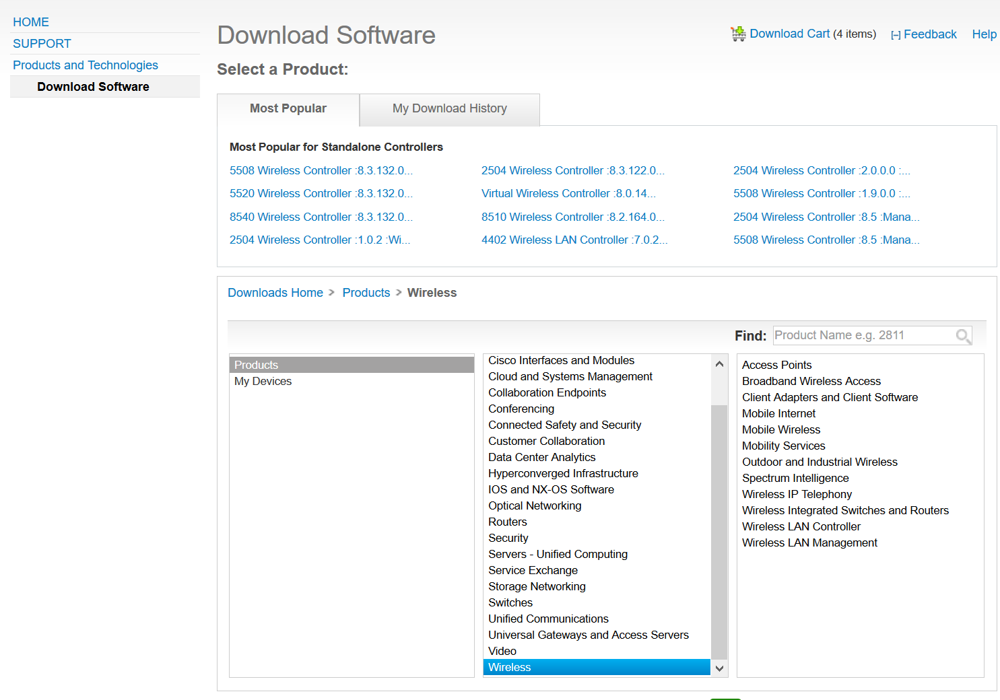 HOME
SUPPORT
Products and Technologies
Download Software
Download Software
Download Cart (4 items) [-] Feedback Help
Select a Product:
Most Popular My Download History
Most Popular for Standalone Controllers
5508 Wireless Controller :8.3.132.0... 2504 Wireless Controller :8.3.122.0... 2504 Wireless Controller :2.0.0.0 :...
5520 Wireless Controller :8.3.132.0... Virtual Wireless Controller :8.0.14... 5508 Wireless Controller :1.9.0.0 :...
8540 Wireless Controller :8.3.132.0... 8510 Wireless Controller :8.2.164.0... 2504 Wireless Controller :8.5 :Mana...
2504 Wireless Controller :1.0.2 :Wi... 4402 Wireless LAN Controller :7.0.2... 5508 Wireless Controller :8.5 :Mana...
Downloads Home > Products > Wireless
Find: Product Name e.g. 2811
Products
My Devices
Cisco Interfaces and Modules
Cloud and Systems Management
Collaboration Endpoints
Conferencing
Connected Safety and Security
Customer Collaboration
Data Center Analytics
Hyperconverged Infrastructure
IOS and NX-OS Software
Optical Networking
Routers
Security
Servers - Unified Computing
Service Exchange
Storage Networking
Switches
Unified Communications
Universal Gateways and Access Servers
Video
Wireless
Access Points
Broadband Wireless Access
Client Adapters and Client Software
Mobile Internet
Mobile Wireless
Mobility Services
Outdoor and Industrial Wireless
Spectrum Intelligence
Wireless IP Telephony
Wireless Integrated Switches and Routers
Wireless LAN Controller
Wireless LAN Management